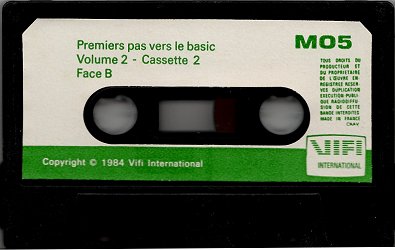 Premiers pas vers le basic
Volume 2 - Cassette 2
Face B
MO5
TOUS DROITS DU
PRODUCTEUR ET DU
PROPRIETAIRE DE
L'ŒUVRE EN-
REGISTREE RESER-
VES DUPLICATION
EXECUTION PUBLI-
QUE RADIODIFFU-
SION DE CETTE
BANDE INTERDITES
MADE IN FRANCE
VIFI
INTERNATIONAL
Copyright © 1984 Vifi International